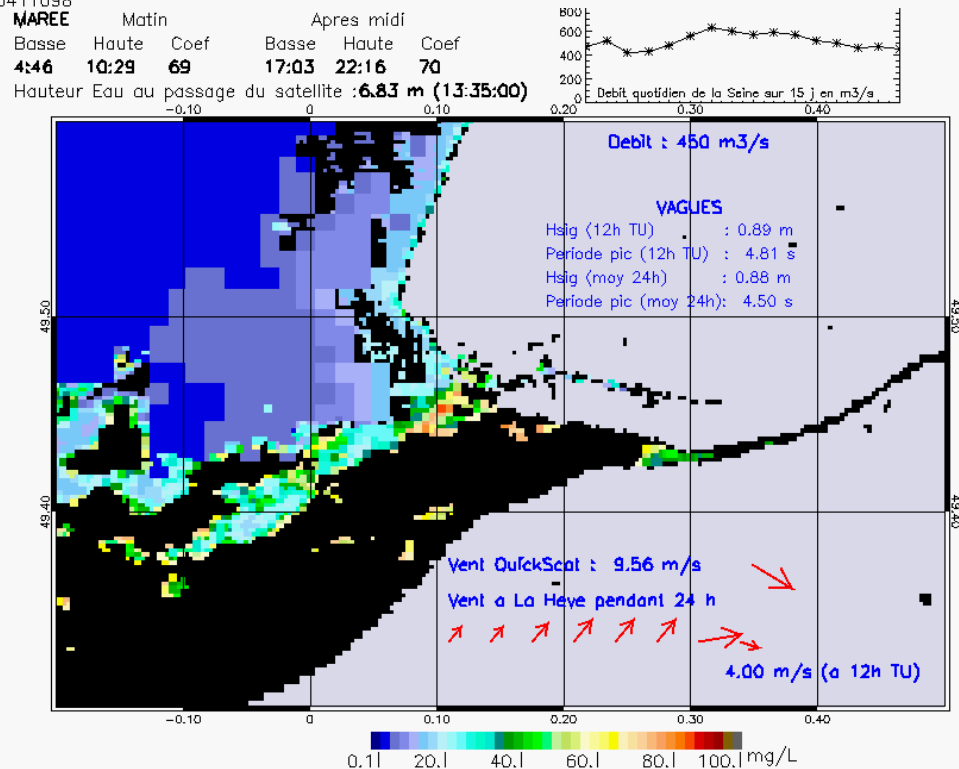 MAREE Matin Apres midi
Basse Haute Coef Basse Haute Coef
4:46 10:29 69 17:03 22:16 70
Hauteur Eau au passage du satellite :6.83 m (13:35:00)
800
600
400
200
0
Debit quotidien de la Seine sur 15 j en m3/s
-0.10 0 0.10 0.20 0.30 0.40
Debit : 450 m3/s
VAGUES
Hsig (12h TU) : 0.89 m
Periode pic (12h TU) : 4.81 s
Hsig (moy 24h) : 0.88 m
Periode pic (moy 24h): 4.50 s
49.50 49.50
49.40 49.40
Vent QuickScat : 9.56 m/s
Vent a La Heve pendant 24 h
4.00 m/s (a 12h TU)
-0.10 0 0.10 0.20 0.30 0.40
0.1| 20.| 40.| 60.| 80.| 100.| mg/L